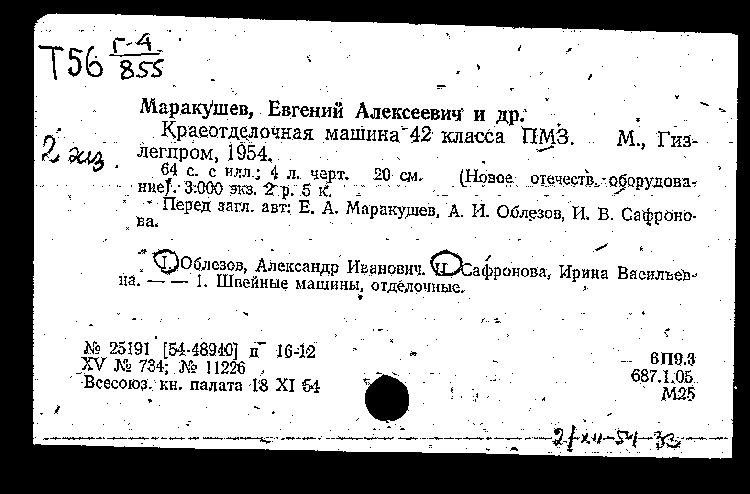 Т56 Г-4
855
Маракушев, Евгений Алексеевич и др.
Краеотделочная машина 42 класса ПМЗ. М., Гиз-
2 экз. легпром, 1954.
64 с. с илл.; 4 л. черт. 20 см. (Новое отечеств. оборудова-
ние). 3.000 экз. 2 р. 5 к.
Перед загл. авт: Е. А. Маракушев, А. И. Облезов, И. В. Сафроно-
ва.
I. Облезов, Александр Иванович. II. Сафронова, Ирина Васильев-
на. — — 1. Швейные машины, отделочные.
№ 25191 [54-48940] п 16-12
XV № 734; № 11226
Всесоюз. кн. палата 18 XI 54
6П9.3
687.1.05
М25